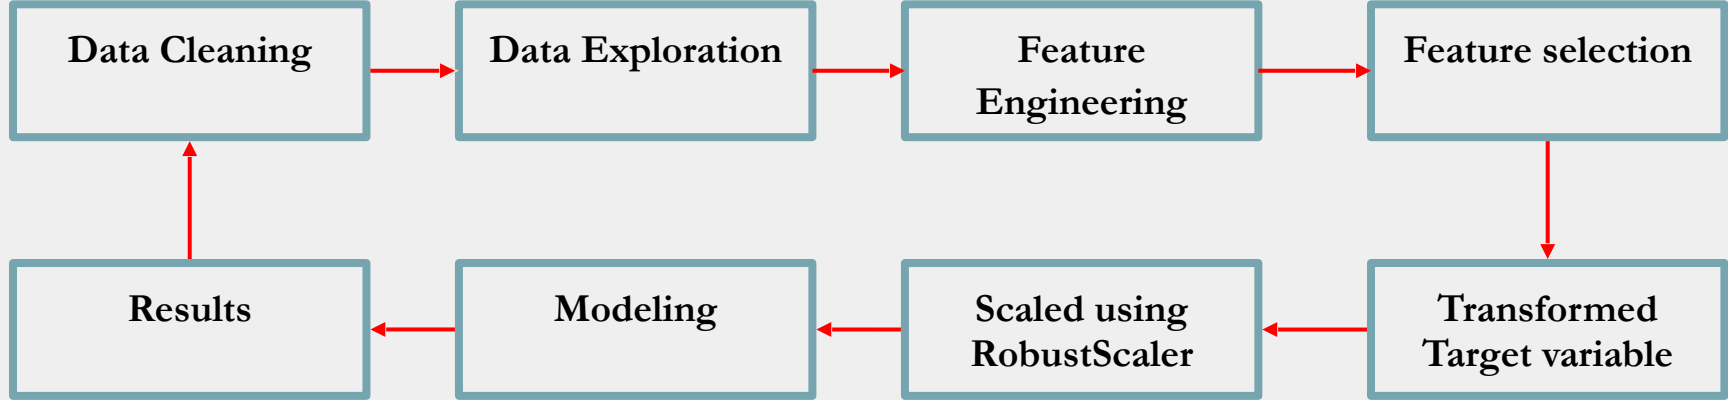 Data Cleaning
Data Exploration
Feature
Engineering
Feature selection
Results
Modeling
Scaled using
RobustScaler
Transformed
Target variable